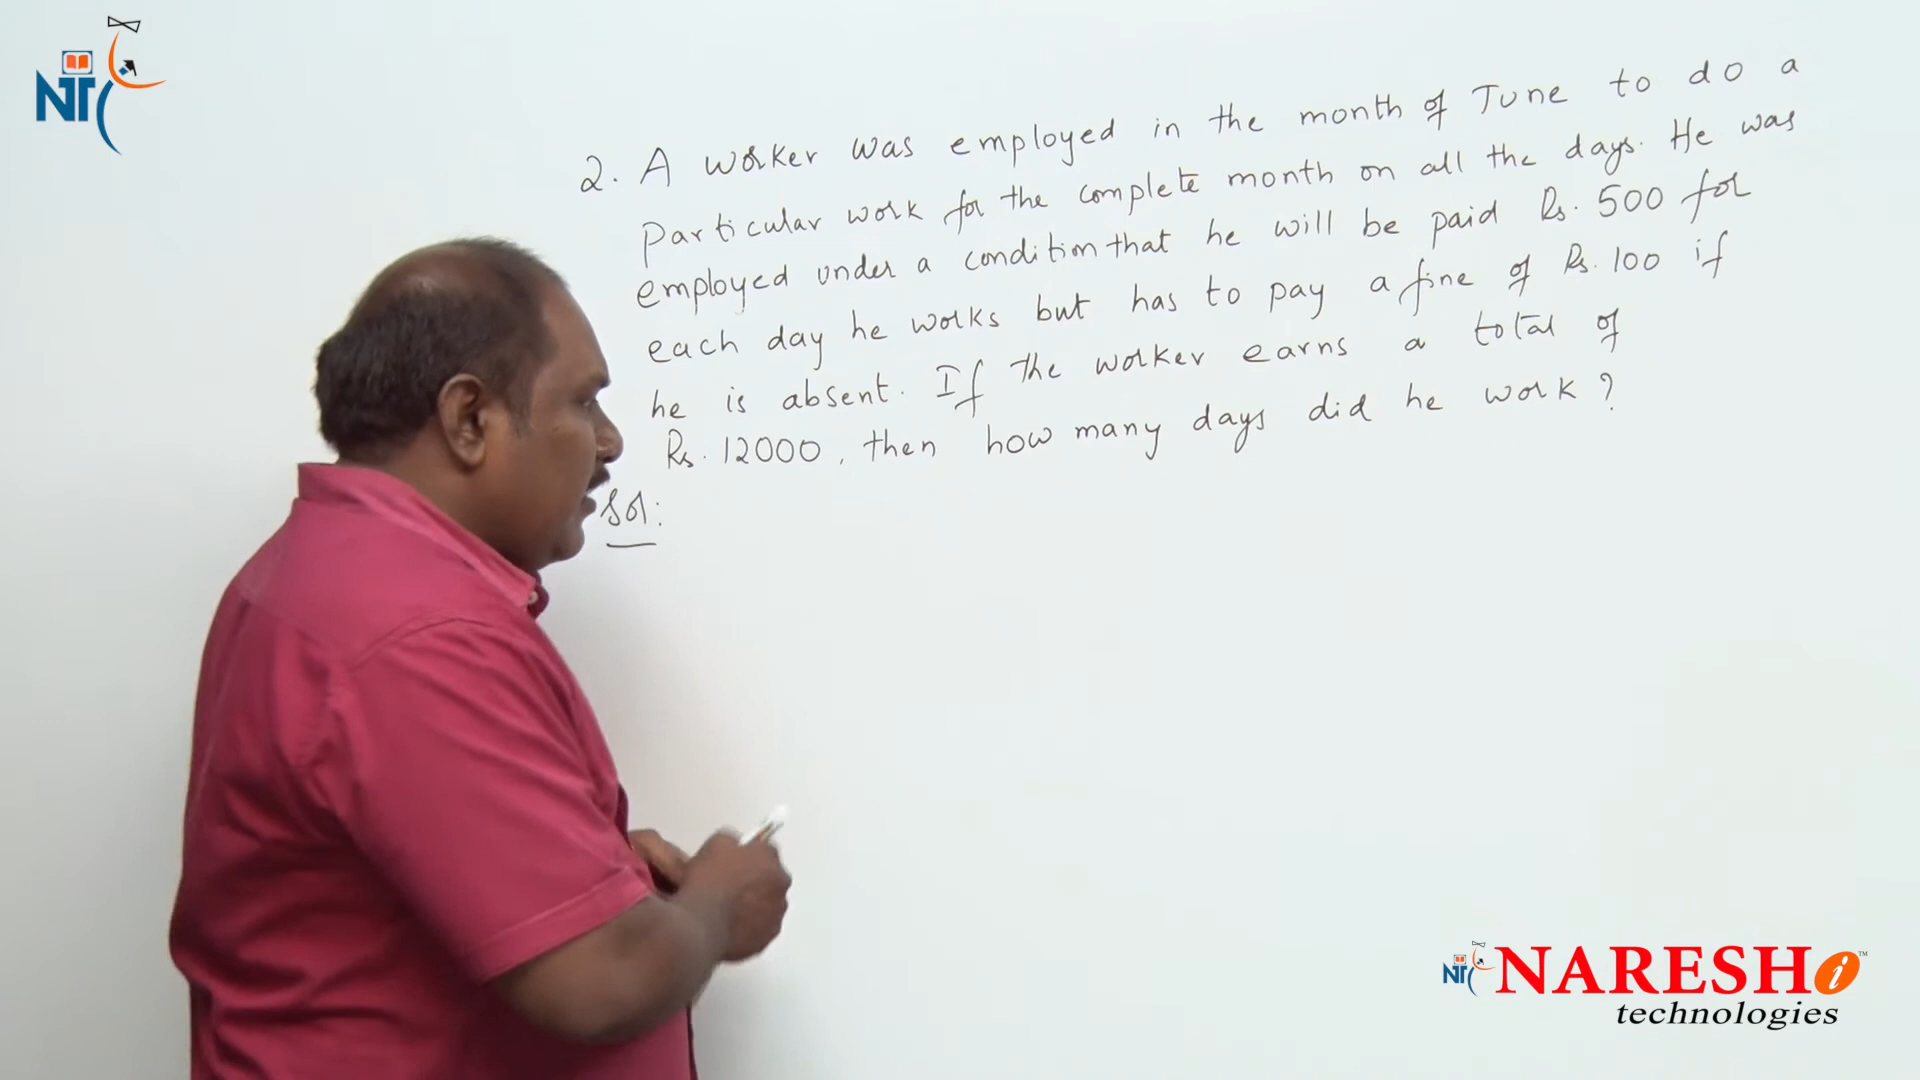 NT
2. A worker was employed in the month of June to do a
particular work for the complete month on all the days. He was
employed under a condition that he will be paid Rs. 500 for
each day he works but has to pay a fine of Rs. 100 if
he is absent. If the worker earns a total of
Rs. 12000, then how many days did he work?
Sol:
NT NARESH i ™
technologies